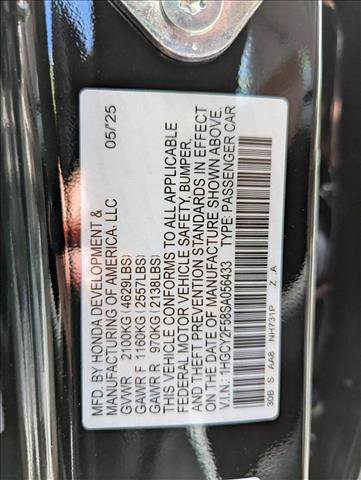 MFD. BY HONDA DEVELOPMENT & 05/'25
MANUFACTURING OF AMERICA, LLC
GVWR 2100KG (4629LBS)
GAWR F 1160KG (2557LBS)
GAWR R 970KG (2138LBS)
THIS VEHICLE CONFORMS TO ALL APPLICABLE
FEDERAL MOTOR VEHICLE SAFETY, BUMPER,
AND THEFT PREVENTION STANDARDS IN EFFECT
ON THE DATE OF MANUFACTURE SHOWN ABOVE.
V.I.N.: 1HGCY2F58SA056433 TYPE: PASSENGER CAR
30B S AA8 NH731P Z A